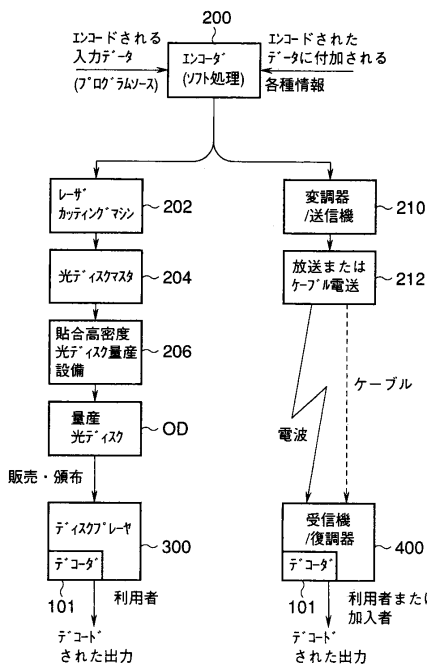 200
エンコードされる
入力データ
(プログラムソース)
エンコーダ
(ソフト処理)
エンコードされた
データに付加される
各種情報
レーザ
カッティングマシン
202
変調器
/送信機
210
光ディスクマスタ
204
放送または
ケーブル電送
212
貼合高密度
光ディスク量産
設備
206
ケーブル
量産
光ディスク
OD
電波
販売・頒布
ディスクプレーヤ
デコーダ
300
受信機
/復調器
デコーダ
400
101
利用者
101
利用者または
加入者
デコード
された出力
デコード
された出力